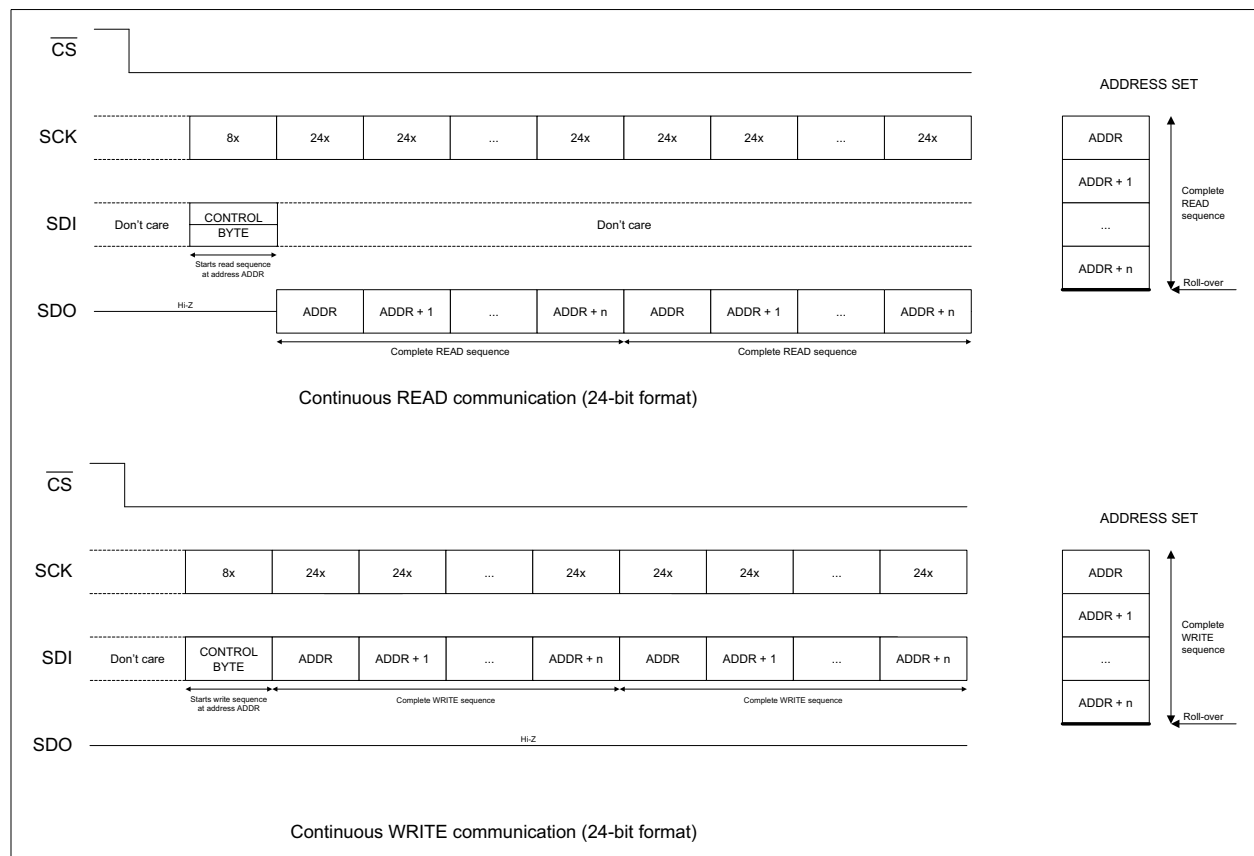 CS
ADDRESS SET
SCK
8x 24x 24x ... 24x 24x 24x ... 24x
ADDR
ADDR + 1
...
ADDR + n
Complete
READ
sequence
Roll-over
SDI
Don't care
CONTROL
BYTE
Don't care
Starts read sequence
at address ADDR
SDO
Hi-Z
ADDR ADDR + 1 ... ADDR + n ADDR ADDR + 1 ... ADDR + n
Complete READ sequence Complete READ sequence
Continuous READ communication (24-bit format)
CS
ADDRESS SET
SCK
8x 24x 24x ... 24x 24x 24x ... 24x
ADDR
ADDR + 1
...
ADDR + n
Complete
WRITE
sequence
Roll-over
SDI
Don't care
CONTROL
BYTE
ADDR ADDR + 1 ... ADDR + n ADDR ADDR + 1 ... ADDR + n
Starts write sequence
at address ADDR
Complete WRITE sequence Complete WRITE sequence
SDO
Hi-Z
Continuous WRITE communication (24-bit format)